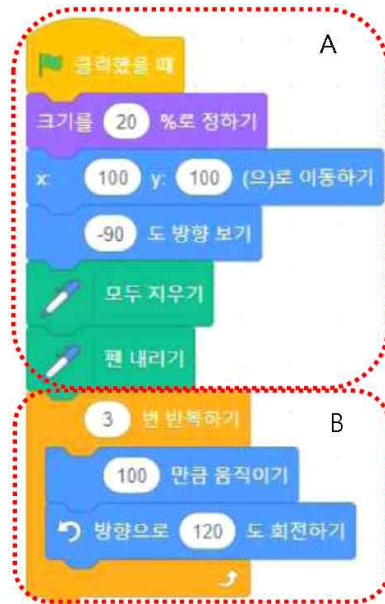 A
클릭했을 때
크기를 20 %로 정하기
x: 100 y: 100 (으)로 이동하기
-90 도 방향 보기
모두 지우기
펜 내리기
3 번 반복하기
B
100 만큼 움직이기
방향으로 120 도 회전하기